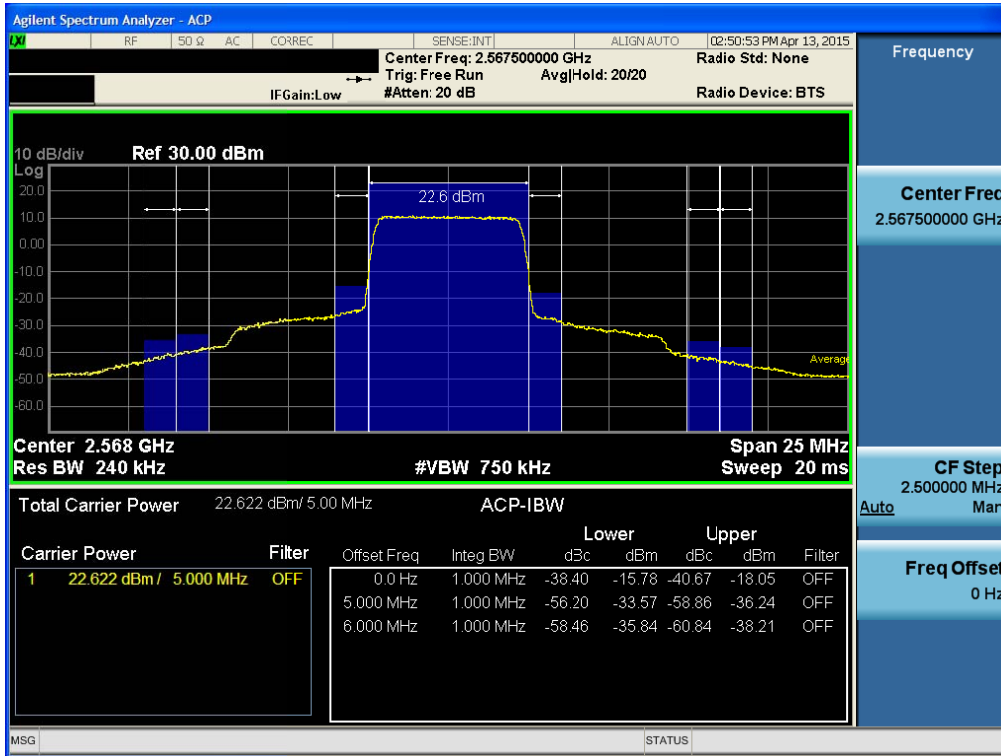 Agilent Spectrum Analyzer - ACP
LXI RF 50 Ω AC CORREC SENSE:INT ALIGN AUTO 02:50:53 PM Apr 13, 2015
Center Freq: 2.567500000 GHz Radio Std: None
Trig: Free Run Avg|Hold: 20/20
IFGain:Low #Atten: 20 dB Radio Device: BTS
Frequency
10 dB/div Ref 30.00 dBm
Log
20.0
22.6 dBm
10.0
0.00
-10.0
-20.0
-30.0
-40.0
Average
-50.0
-60.0
Center 2.568 GHz Span 25 MHz
Res BW 240 kHz #VBW 750 kHz Sweep 20 ms
Center Freq
2.567500000 GHz
CF Step
2.500000 MHz
Auto Man
Freq Offset
0 Hz
Total Carrier Power 22.622 dBm/ 5.00 MHz ACP-IBW
Lower Upper
Carrier Power Filter Offset Freq Integ BW dBc dBm dBc dBm Filter
1 22.622 dBm / 5.000 MHz OFF 0.0 Hz 1.000 MHz -38.40 -15.78 -40.67 -18.05 OFF
5.000 MHz 1.000 MHz -56.20 -33.57 -58.86 -36.24 OFF
6.000 MHz 1.000 MHz -58.46 -35.84 -60.84 -38.21 OFF
MSG STATUS